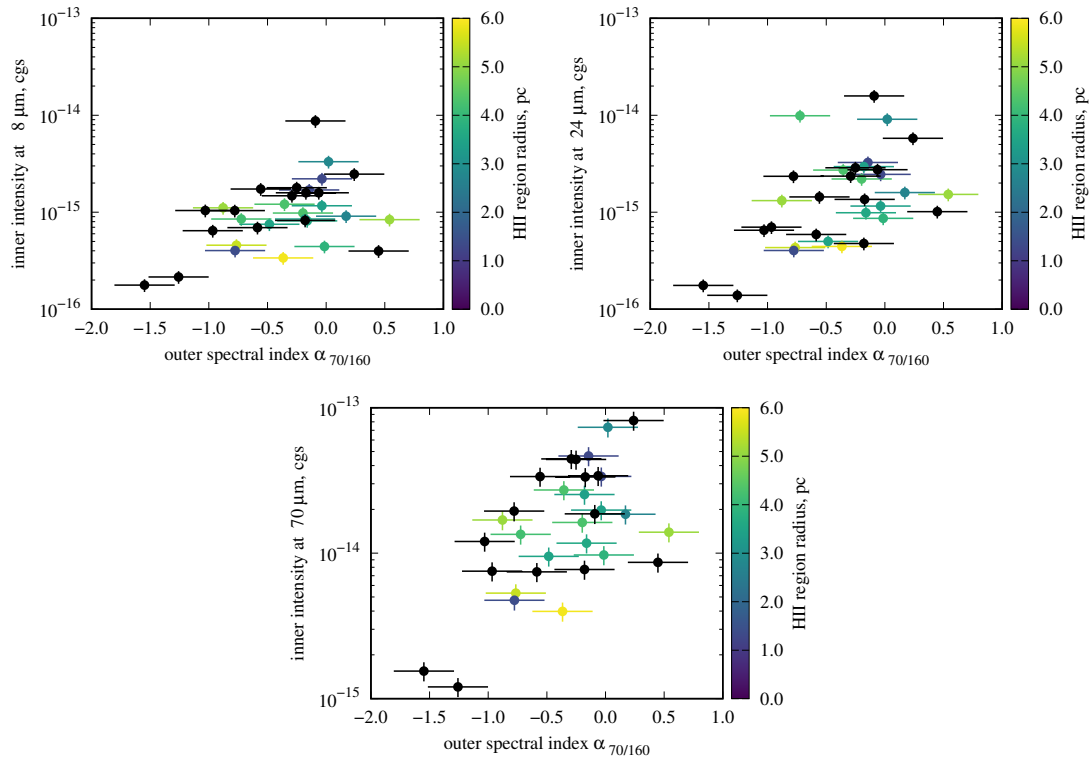 inner intensity at 8 μm, cgs
10⁻¹³
10⁻¹⁴
10⁻¹⁵
10⁻¹⁶
−2.0 −1.5 −1.0 −0.5 0.0 0.5 1.0
outer spectral index α70/160
6.0
5.0
4.0
3.0
2.0
1.0
0.0
HII region radius, pc
inner intensity at 24 μm, cgs
10⁻¹³
10⁻¹⁴
10⁻¹⁵
10⁻¹⁶
−2.0 −1.5 −1.0 −0.5 0.0 0.5 1.0
outer spectral index α70/160
6.0
5.0
4.0
3.0
2.0
1.0
0.0
HII region radius, pc
inner intensity at 70 μm, cgs
10⁻¹³
10⁻¹⁴
10⁻¹⁵
−2.0 −1.5 −1.0 −0.5 0.0 0.5 1.0
outer spectral index α70/160
6.0
5.0
4.0
3.0
2.0
1.0
0.0
HII region radius, pc